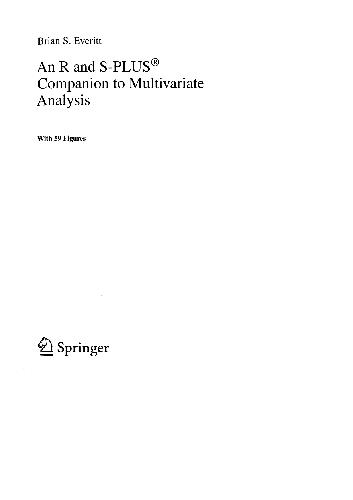 Brian S. Everitt
An R and S-PLUS®
Companion to Multivariate
Analysis
With 59 Figures
Springer